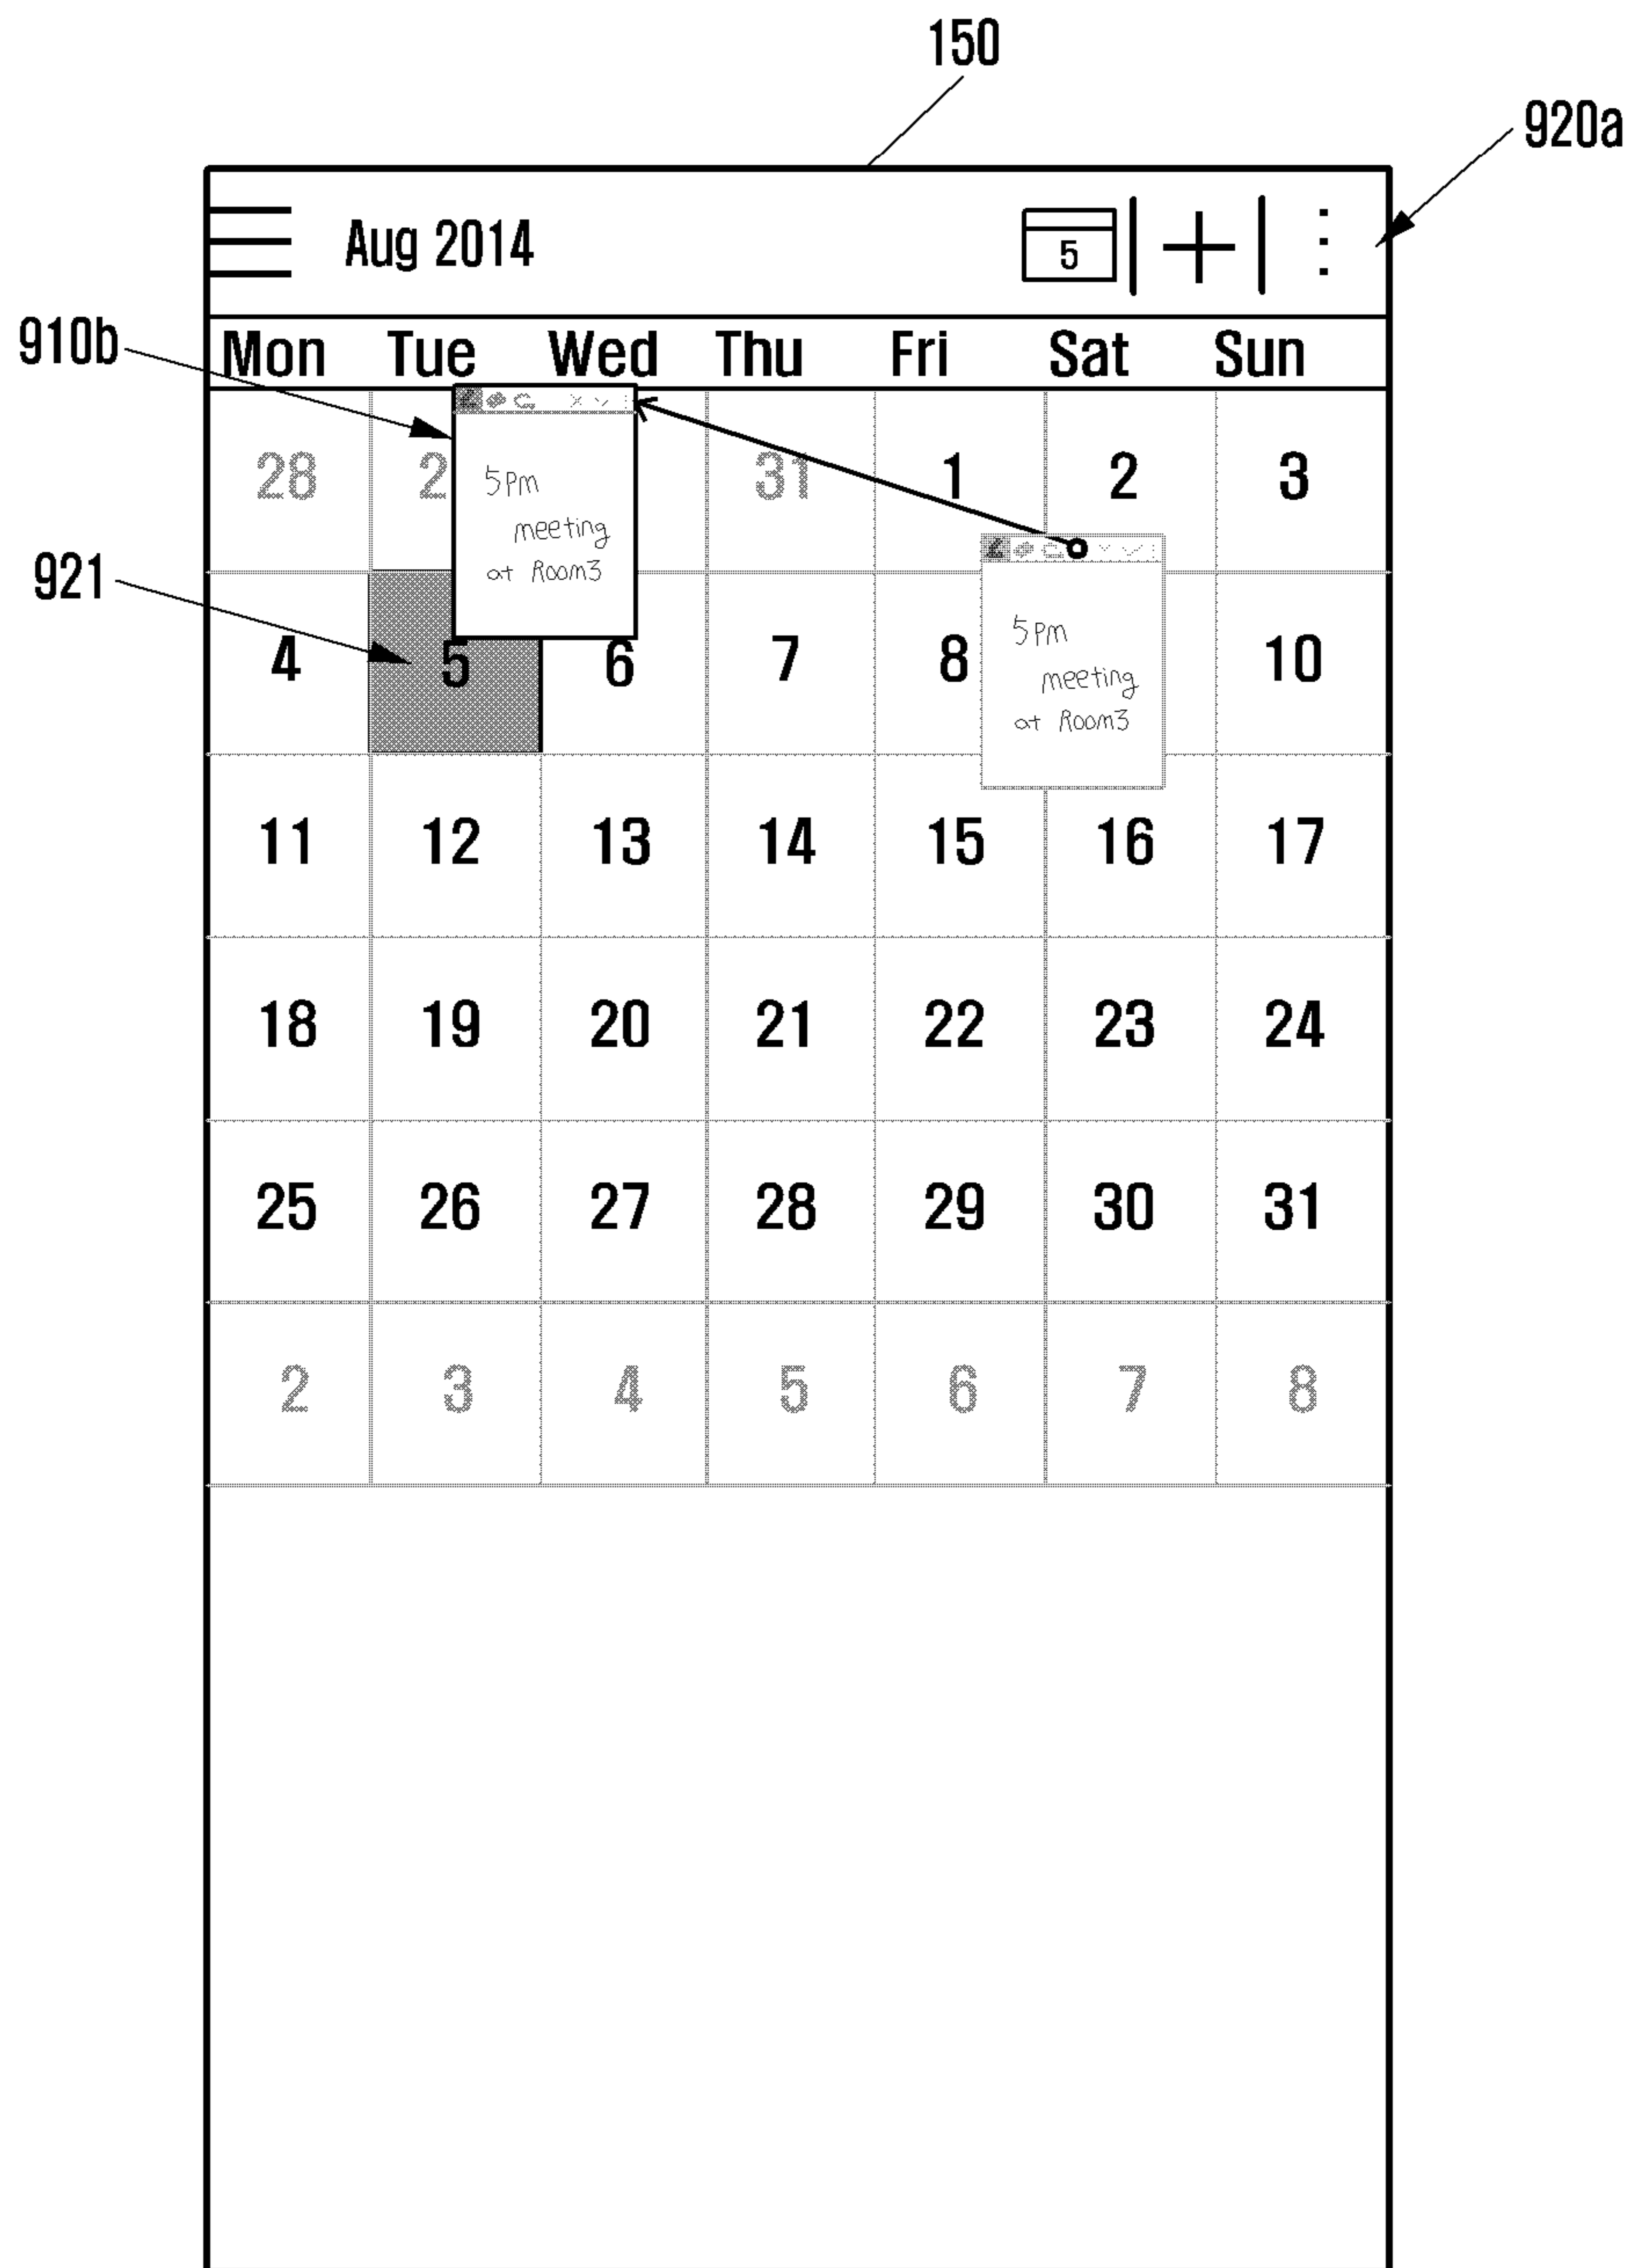 150
920a
Aug 2014 5
910b
Mon Tue Wed Thu Fri Sat Sun
28 2 31 1 2 3
5pm
meeting
at Room3
921
4 5 6 7 8 10
5pm
meeting
at Room3
11 12 13 14 15 16 17
18 19 20 21 22 23 24
25 26 27 28 29 30 31
2 3 4 5 6 7 8